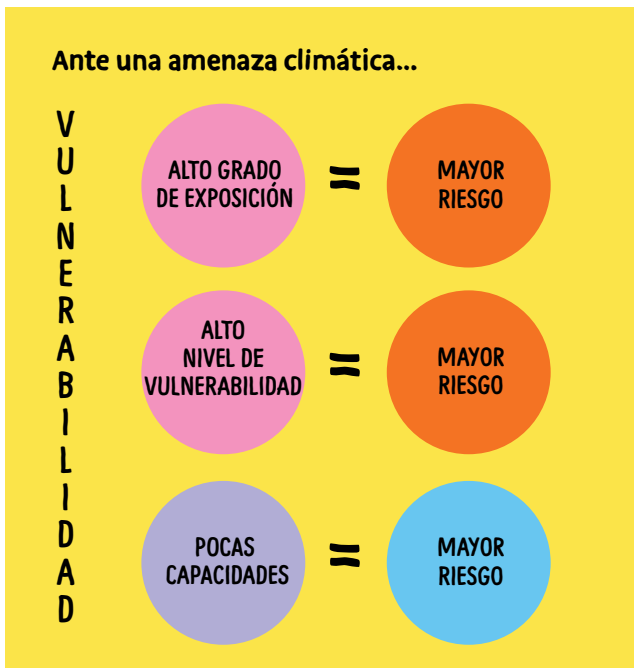 Ante una amenaza climática...
VULNERABILIDAD
ALTO GRADO
DE EXPOSICIÓN
=
MAYOR
RIESGO
ALTO
NIVEL DE
VULNERABILIDAD
=
MAYOR
RIESGO
POCAS
CAPACIDADES
=
MAYOR
RIESGO